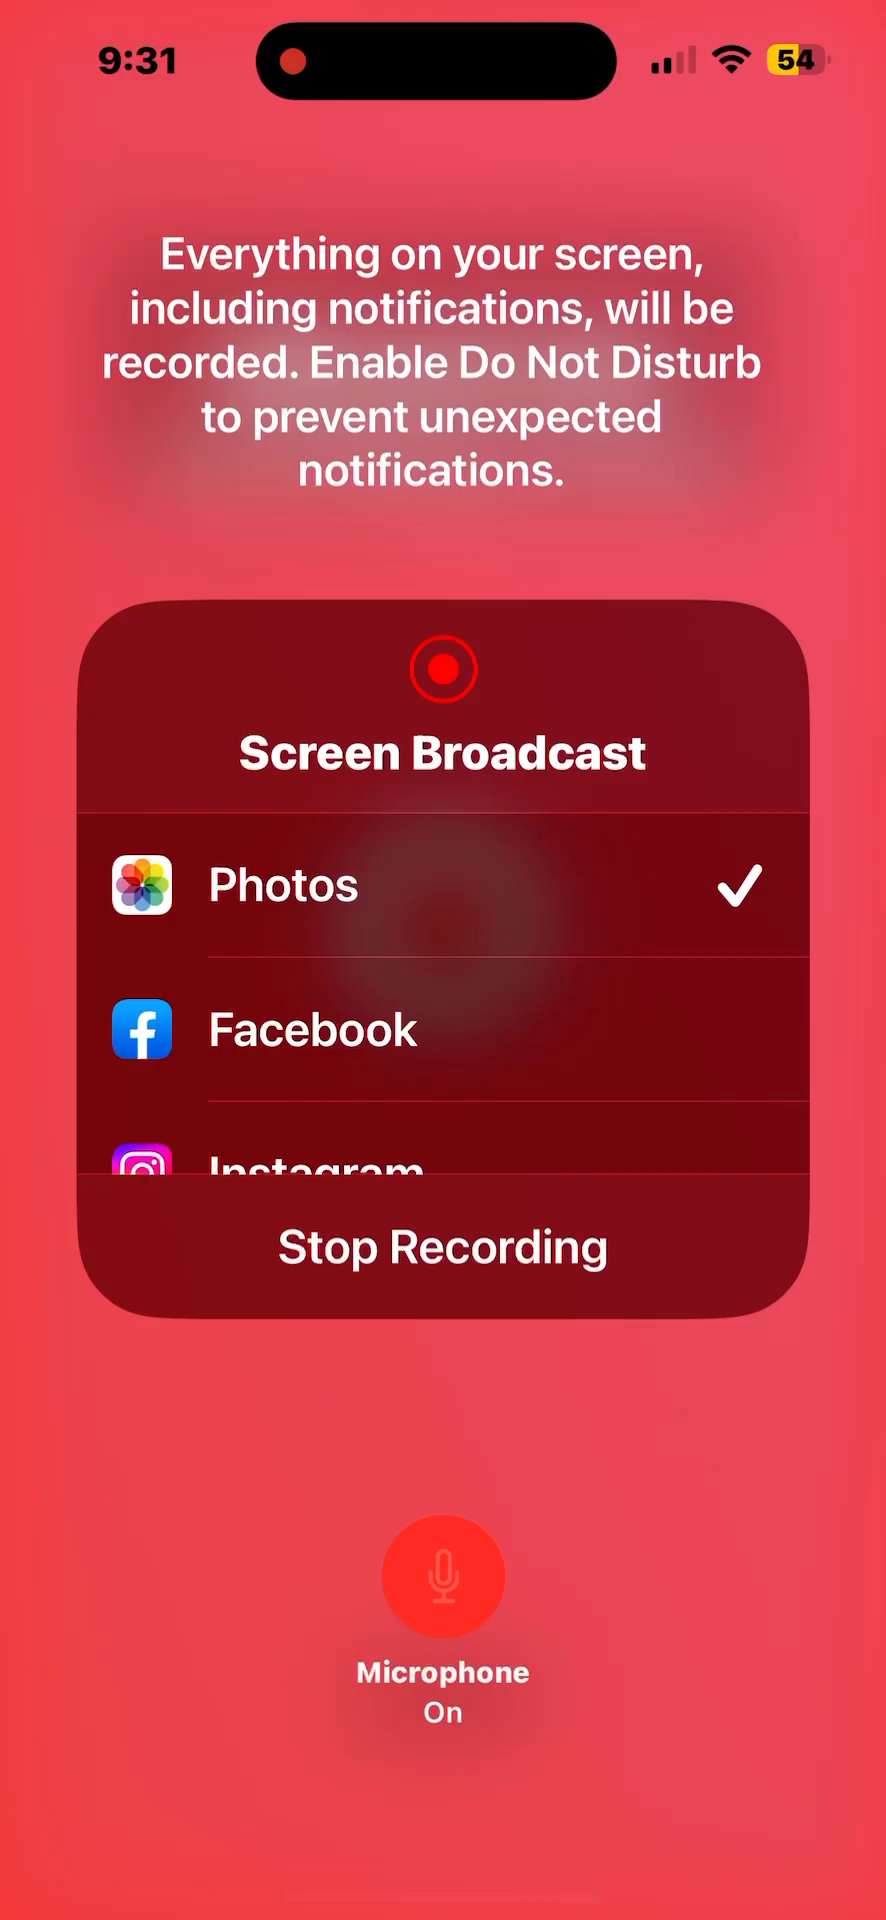 9:31
54
Everything on your screen,
including notifications, will be
recorded. Enable Do Not Disturb
to prevent unexpected
notifications.
Screen Broadcast
Photos
Facebook
Instagram
Stop Recording
Microphone
On